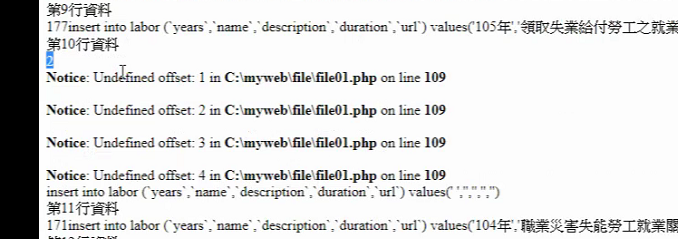 第9行資料
177insert into labor (`years`,`name`,`description`,`duration`,`url`) values('105年','領取失業給付勞工之就業
第10行資料
2
Notice: Undefined offset: 1 in C:\myweb\file\file01.php on line 109
Notice: Undefined offset: 2 in C:\myweb\file\file01.php on line 109
Notice: Undefined offset: 3 in C:\myweb\file\file01.php on line 109
Notice: Undefined offset: 4 in C:\myweb\file\file01.php on line 109
insert into labor (`years`,`name`,`description`,`duration`,`url`) values(' ','','','','')
第11行資料
171insert into labor (`years`,`name`,`description`,`duration`,`url`) values('104年','職業災害失能勞工就業關